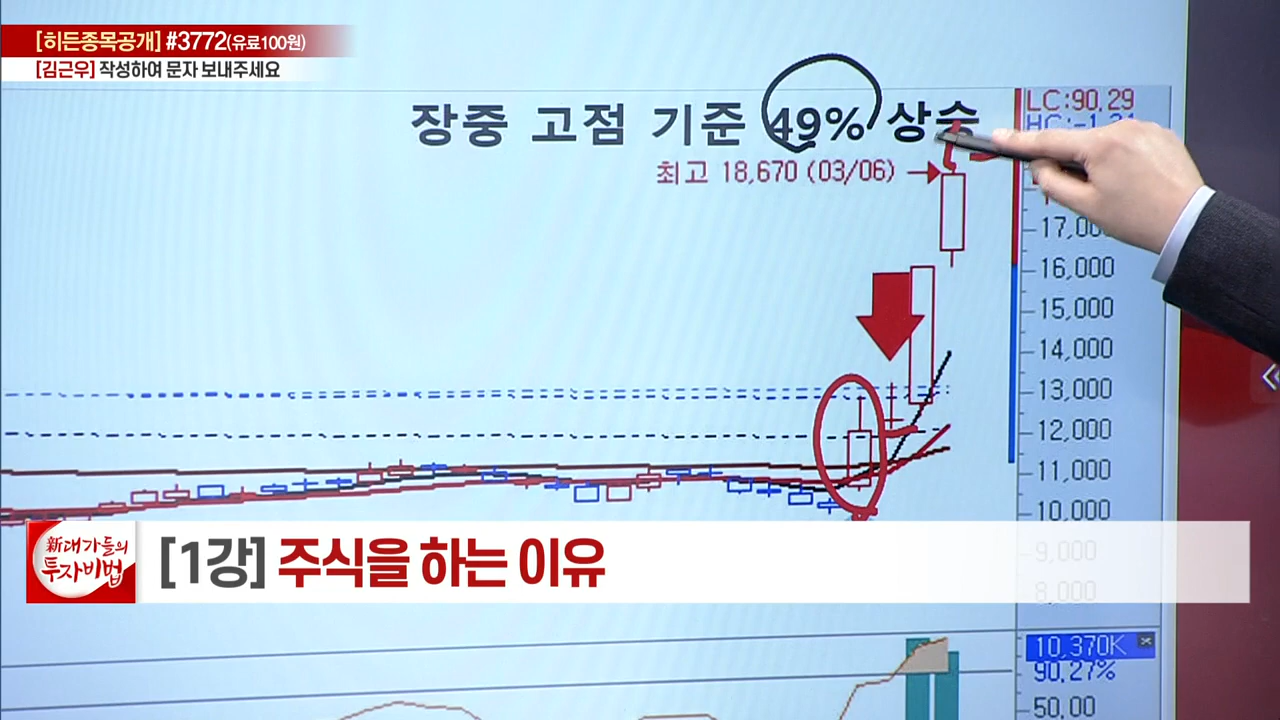 [히든종목공개] #3772(유료100원)
[김근우] 작성하여 문자 보내주세요
장중 고점 기준 49% 상승
LC:90.29
최고 18,670 (03/06)
16,000
15,000
14,000
13,000
12,000
11,000
10,000
9,000
8,000
新대가들의
투자비법
[1강] 주식을 하는 이유
10,370K
90.27%
50.00